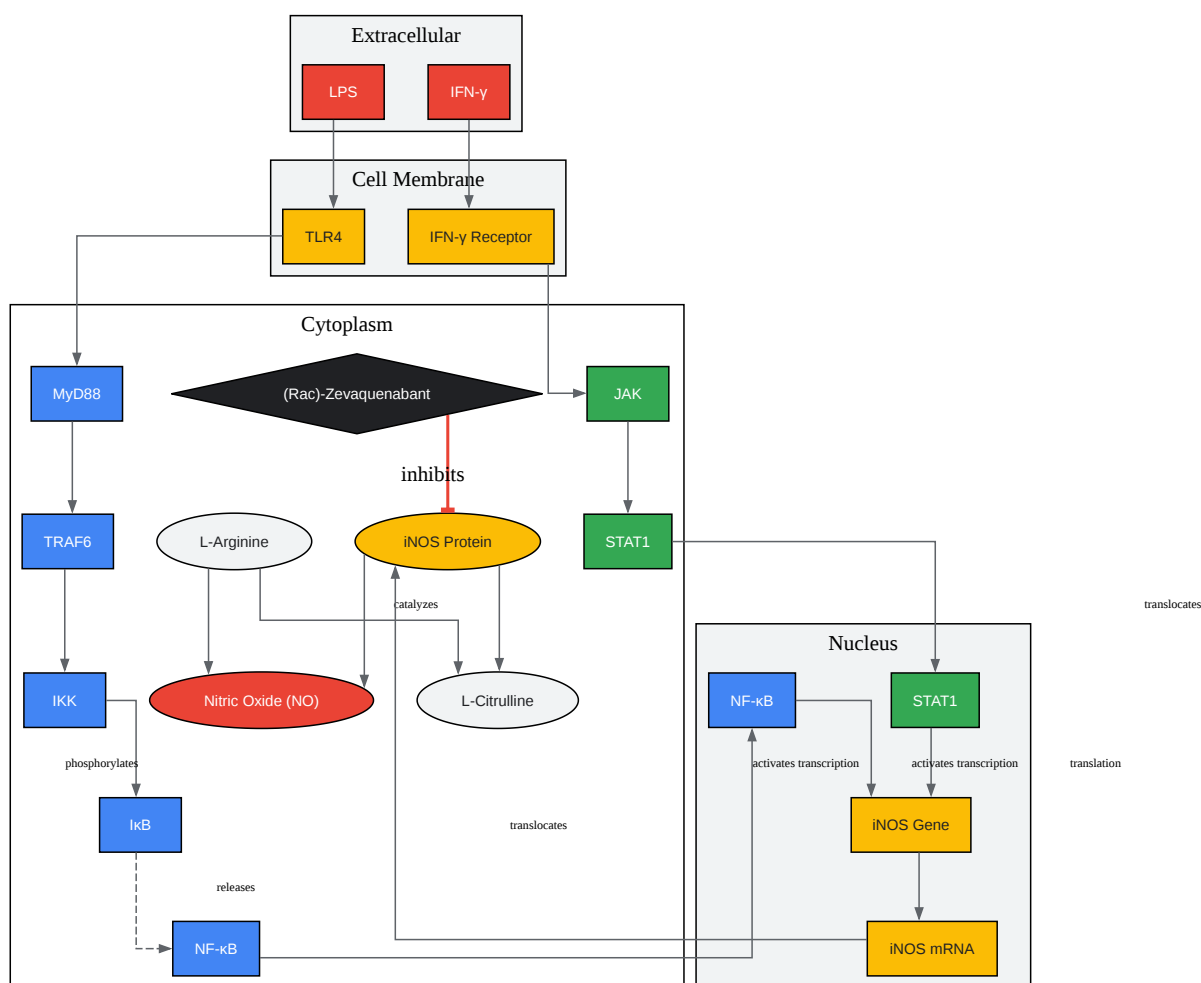 Extracellular
LPS
IFN-γ
Cell Membrane
TLR4
IFN-γ Receptor
Cytoplasm
MyD88
(Rac)-Zevaquenabant
JAK
inhibits
TRAF6
L-Arginine
iNOS Protein
STAT1
catalyzes
translocates
Nucleus
IKK
Nitric Oxide (NO)
L-Citrulline
NF-κB
STAT1
phosphorylates
activates transcription
activates transcription
translation
IκB
translocates
iNOS Gene
releases
NF-κB
iNOS mRNA